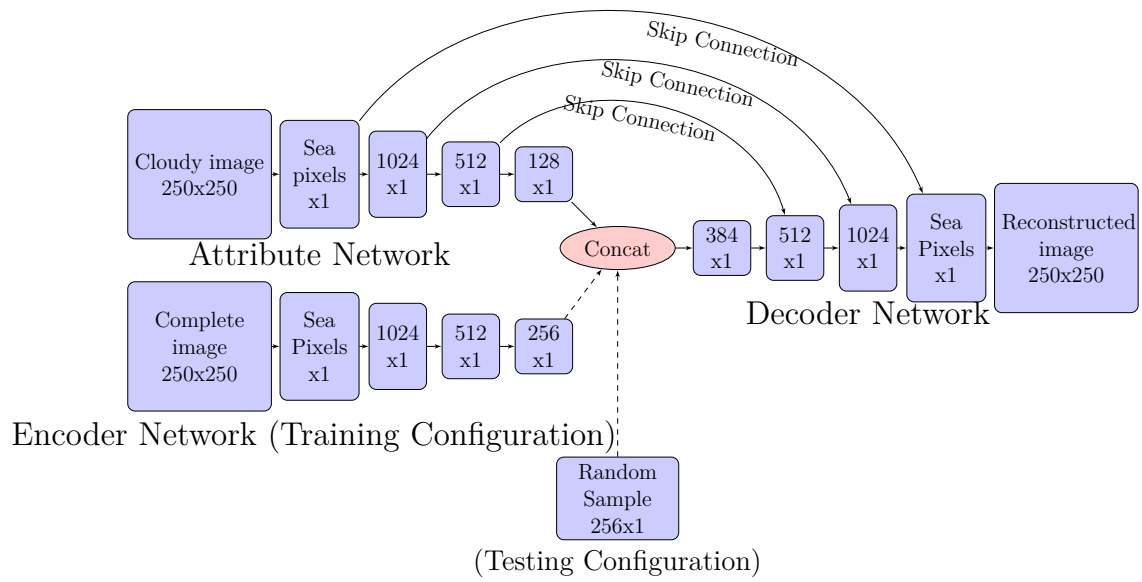 Skip Connection
Skip Connection
Skip Connection
Cloudy image
250x250
Sea
pixels
x1
1024
x1
512
x1
128
x1
Attribute Network
Concat
384
x1
512
x1
1024
x1
Sea
Pixels
x1
Reconstructed
image
250x250
Decoder Network
Complete
image
250x250
Sea
Pixels
x1
1024
x1
512
x1
256
x1
Encoder Network (Training Configuration)
Random
Sample
256x1
(Testing Configuration)